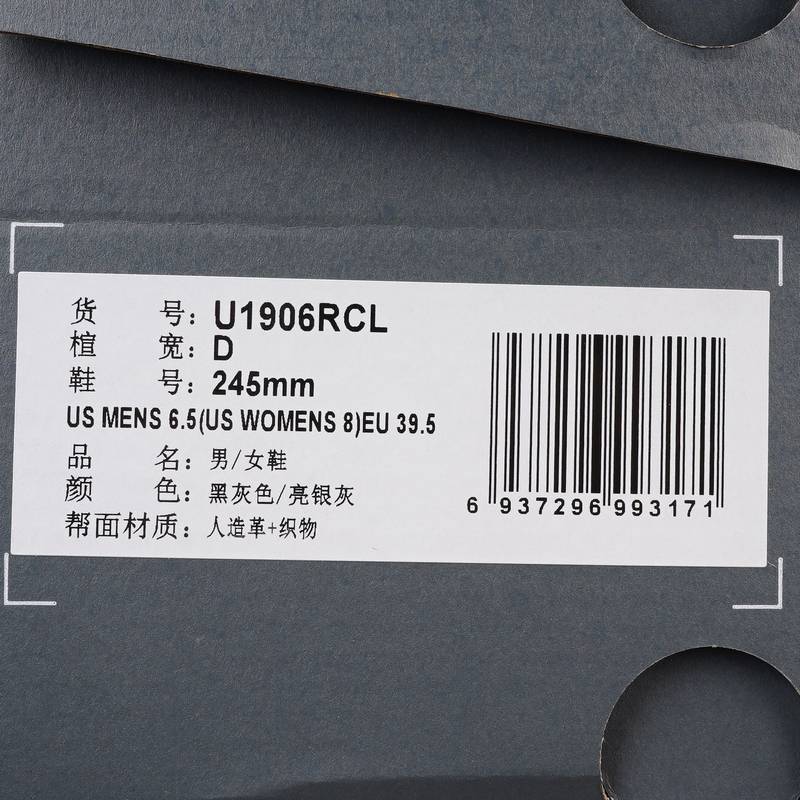 货 号：U1906RCL
楦 宽：D
鞋 号：245mm
US MENS 6.5(US WOMENS 8)EU 39.5
品 名：男/女鞋
颜 色：黑灰色/亮银灰
帮面材质：人造革+织物
6 937296 993171